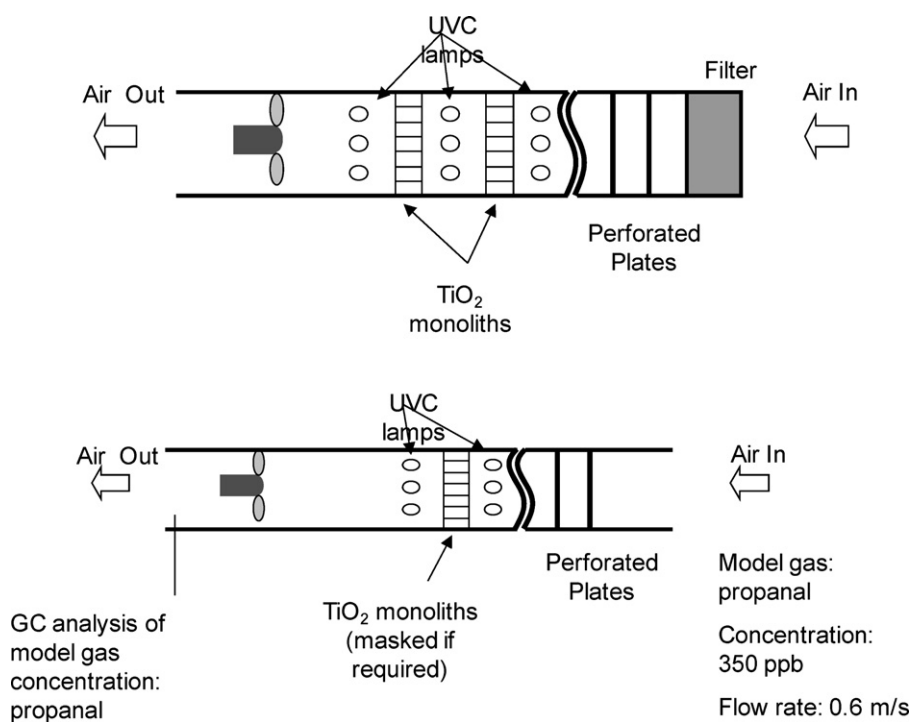 UVC
lamps
Filter
Air Out
Air In
Perforated
Plates
TiO₂
monoliths
UVC
lamps
Air Out
Air In
Perforated
Plates
TiO₂ monoliths
(masked if
required)
GC analysis of
model gas
concentration:
propanal
Model gas:
propanal
Concentration:
350 ppb
Flow rate: 0.6 m/s